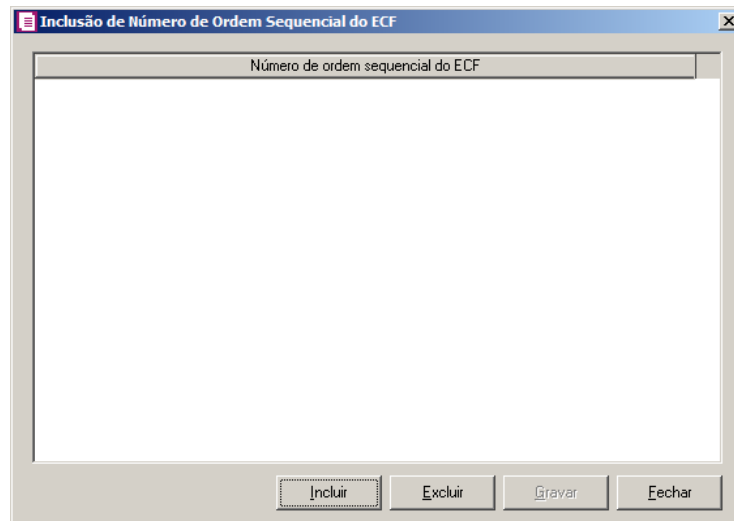 Inclusão de Número de Ordem Sequencial do ECF
Número de ordem sequencial do ECF
Incluir Excluir Gravar Fechar